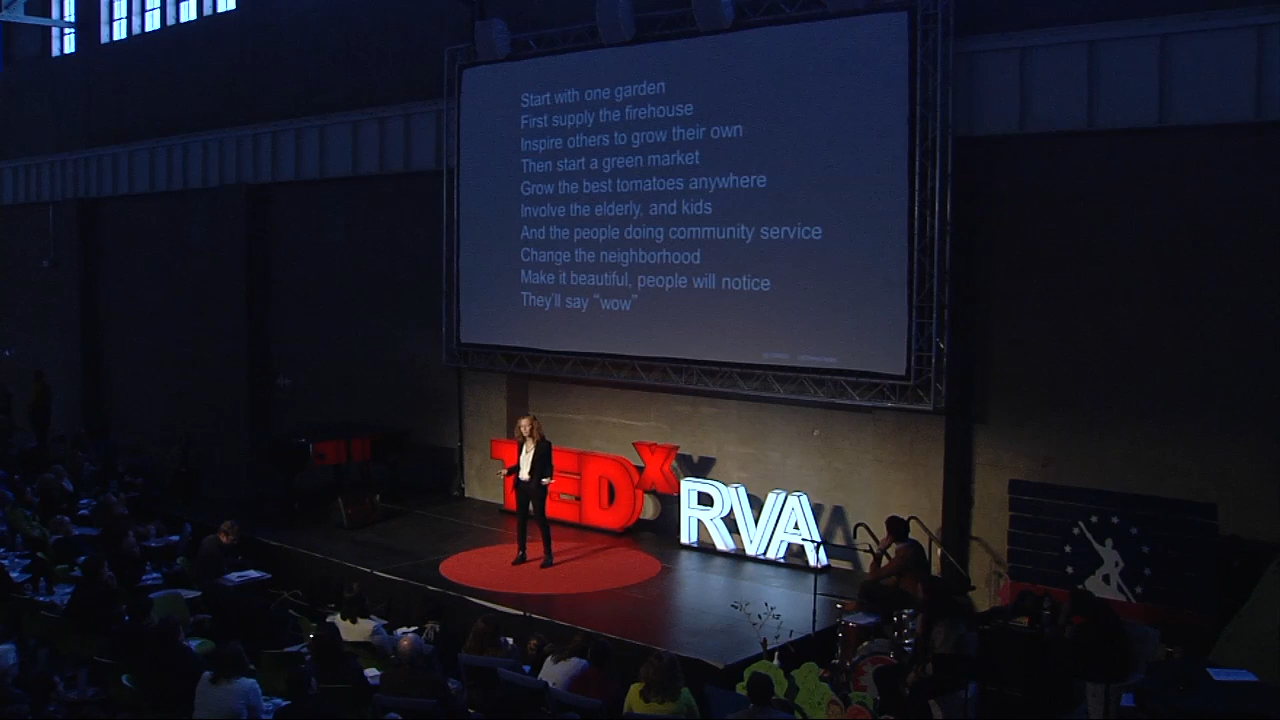 Start with one garden
First supply the firehouse
Inspire others to grow their own
Then start a green market
Grow the best tomatoes anywhere
Involve the elderly, and kids
And the people doing community service
Change the neighborhood
Make it beautiful, people will notice
They'll say “wow”
TEDx
RVA